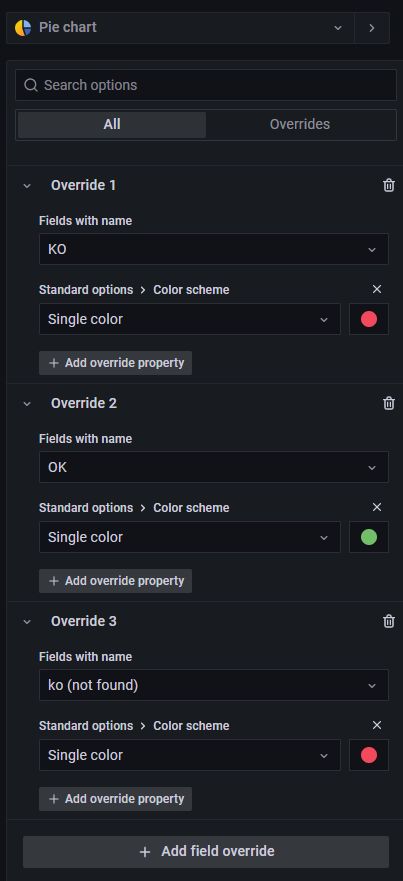 Pie chart
Search options
All Overrides
Override 1
Fields with name
KO
Standard options > Color scheme
Single color
+ Add override property
Override 2
Fields with name
OK
Standard options > Color scheme
Single color
+ Add override property
Override 3
Fields with name
ko (not found)
Standard options > Color scheme
Single color
+ Add override property
+ Add field override